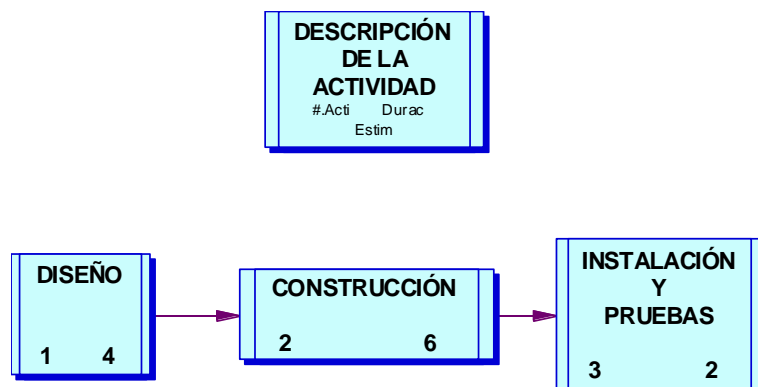 DESCRIPCIÓN
DE LA
ACTIVIDAD
#.Acti Durac
Estim
DISEÑO
1 4
CONSTRUCCIÓN
2 6
INSTALACIÓN
Y
PRUEBAS
3 2